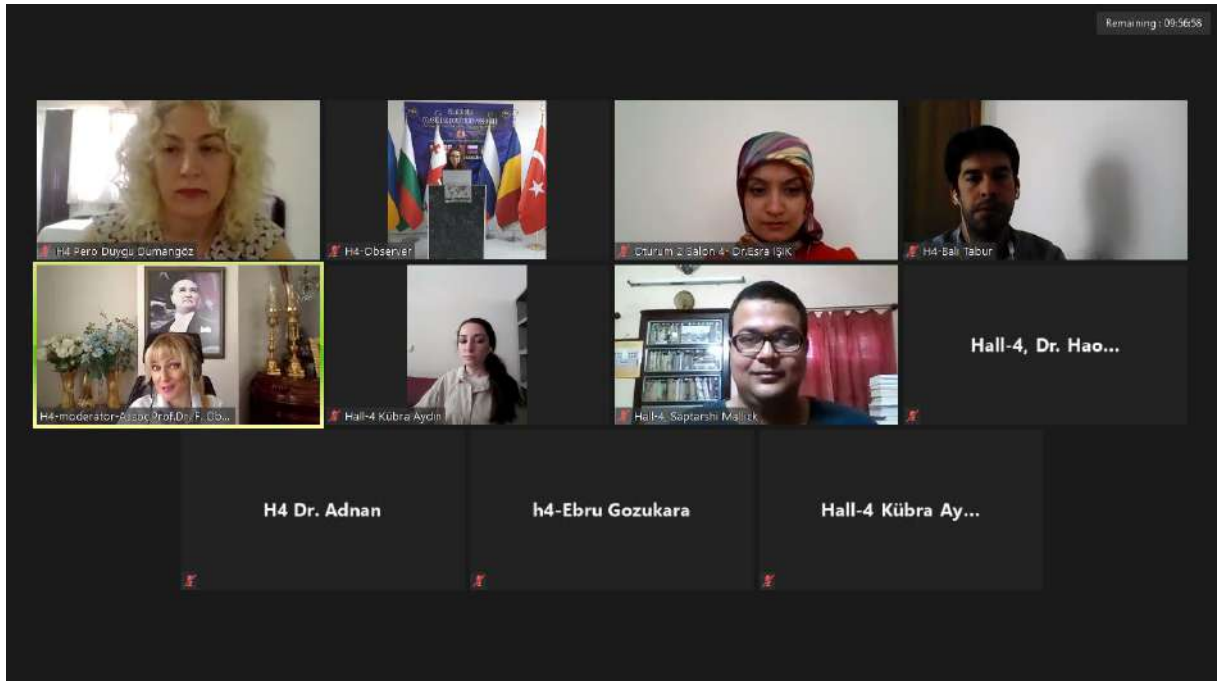 Remaining : 09:56:58
H4 Pero Duygu Dumangöz
H4-Observer
Oturum 2 Salon 4- Dr.Esra IŞIK
H4-Bali Tabur
H4-moderator-Assoc.Prof.Dr. F. Ob...
Hall-4 Kübra Aydın
Hall-4, Saptarshi Mallick
Hall-4, Dr. Hao...
H4 Dr. Adnan
h4-Ebru Gozukara
Hall-4 Kübra Ay...